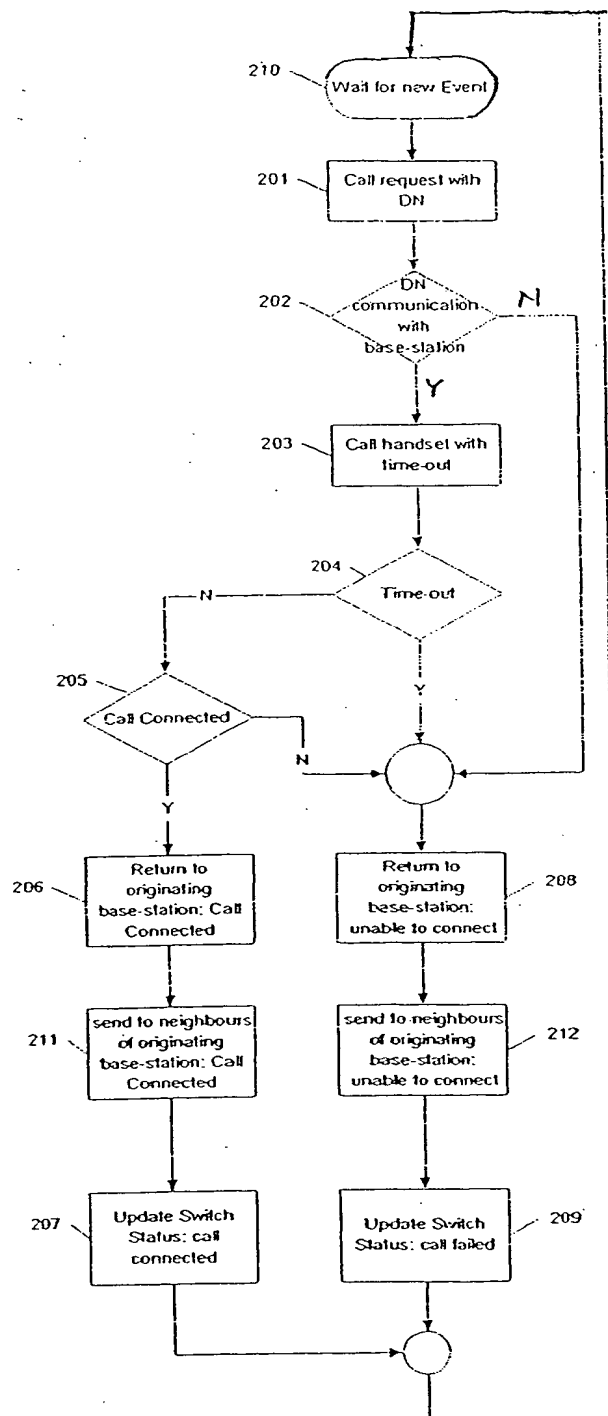 210
Wait for new Event
201
Call request with
DN
202
DN
communication
with
base-station
N
Y
203
Call handset with
time-out
204
Time-out
N
205
Call Connected
Y
N
Y
206
Return to
originating
base-station: Call
Connected
Return to
originating
base-station:
unable to connect
208
211
send to neighbours
of originating
base-station: Call
Connected
send to neighbours
of originating
base-station:
unable to connect
212
207
Update Switch
Status: call
connected
Update Switch
Status: call failed
209